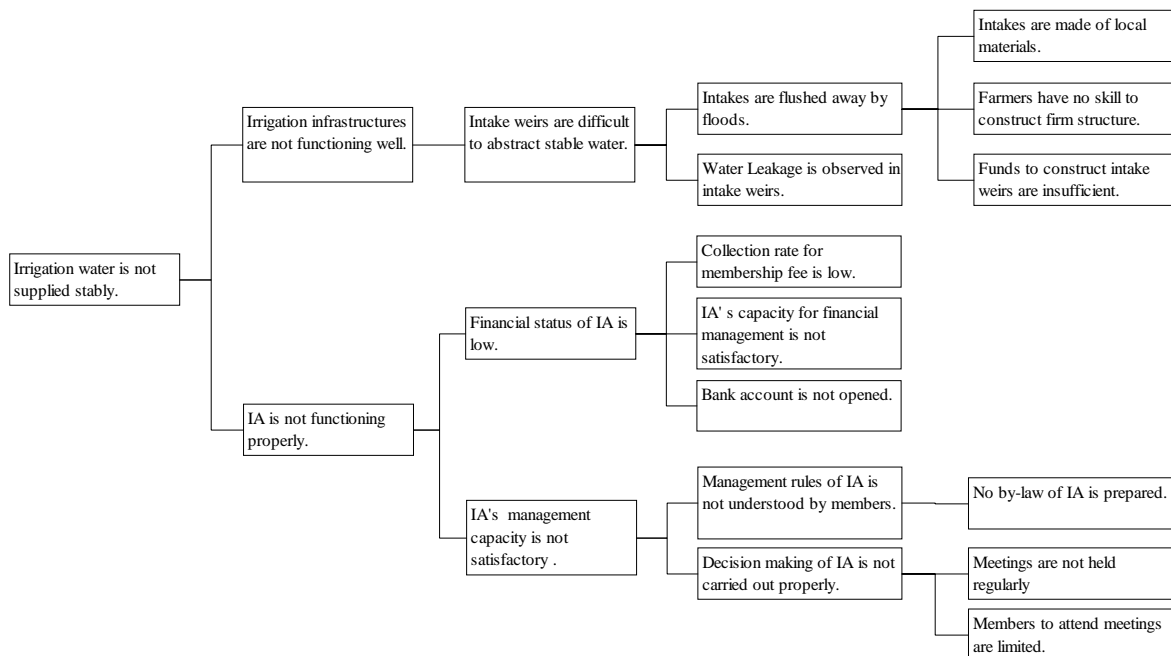 Irrigation water is not
supplied stably.
Irrigation infrastructures
are not functioning well.
Intake weirs are difficult
to abstract stable water.
Intakes are flushed away by
floods.
Intakes are made of local
materials.
Farmers have no skill to
construct firm structure.
Funds to construct intake
weirs are insufficient.
Water Leakage is observed in
intake weirs.
IA is not functioning
properly.
Financial status of IA is
low.
Collection rate for
membership fee is low.
IA' s capacity for financial
management is not
satisfactory.
Bank account is not opened.
IA's  management
capacity is not
satisfactory .
Management rules of IA is
not understood by members.
No by-law of IA is prepared.
Decision making of IA is not
carried out properly.
Meetings are not held
regularly
Members to attend meetings
are limited.